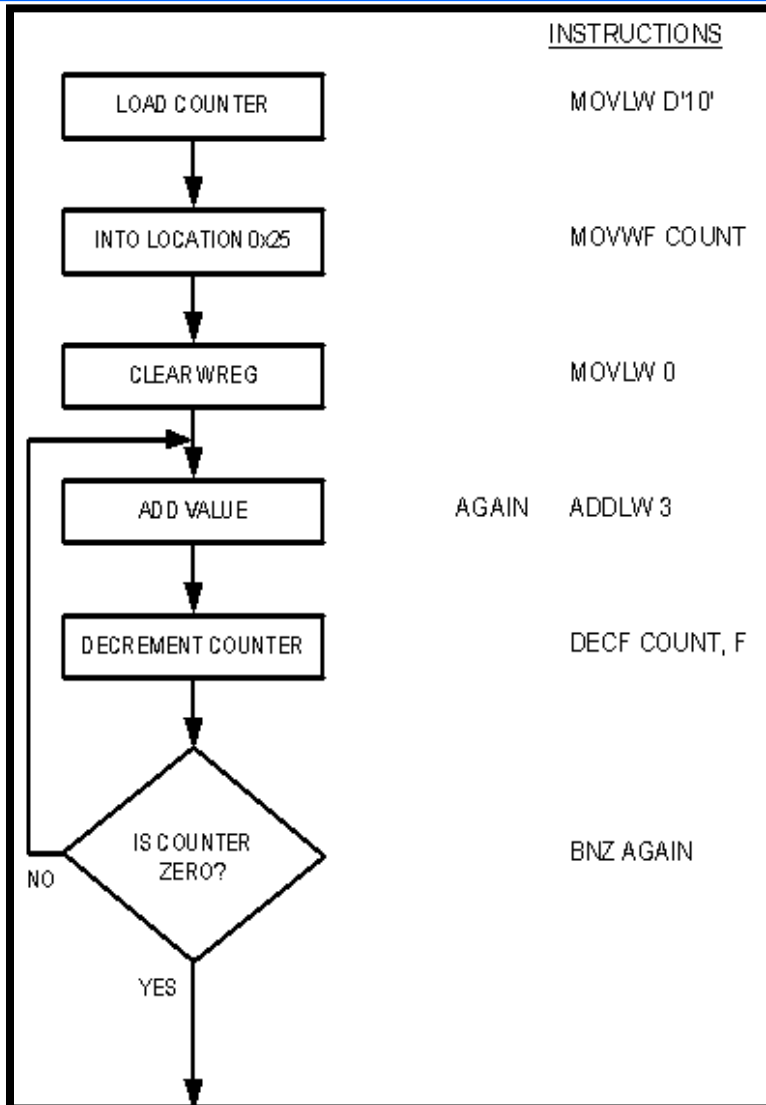 INSTRUCTIONS
LOAD COUNTER MOVLW D'10'
INTO LOCATION 0x25 MOVWF COUNT
CLEAR WREG MOVLW 0
ADD VALUE AGAIN ADDLW 3
DECREMENT COUNTER DECF COUNT, F
IS COUNTER
ZERO? BNZ AGAIN
NO
YES